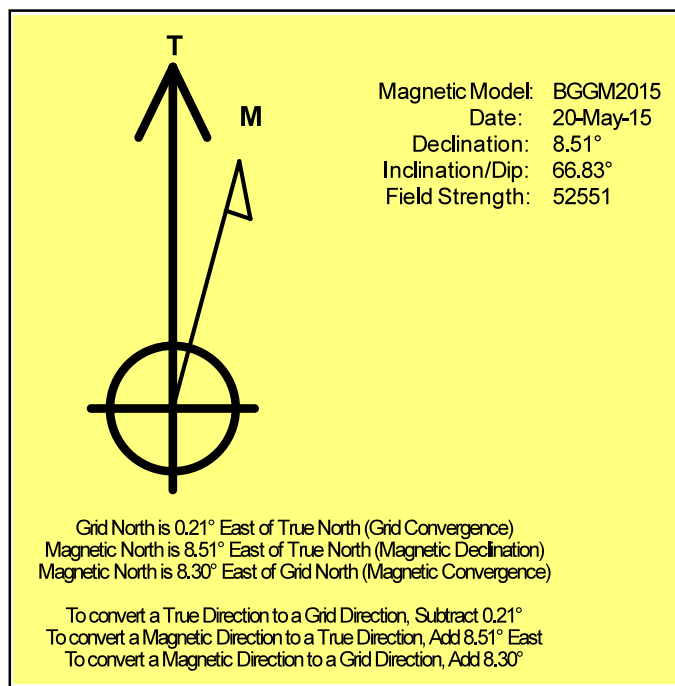 T
M
Magnetic Model: BGGM2015
Date: 20-May-15
Declination: 8.51°
Inclination/Dip: 66.83°
Field Strength: 52551
Grid North is 0.21° East of True North (Grid Convergence)
Magnetic North is 8.51° East of True North (Magnetic Declination)
Magnetic North is 8.30° East of Grid North (Magnetic Convergence)
To convert a True Direction to a Grid Direction, Subtract 0.21°
To convert a Magnetic Direction to a True Direction, Add 8.51° East
To convert a Magnetic Direction to a Grid Direction, Add 8.30°